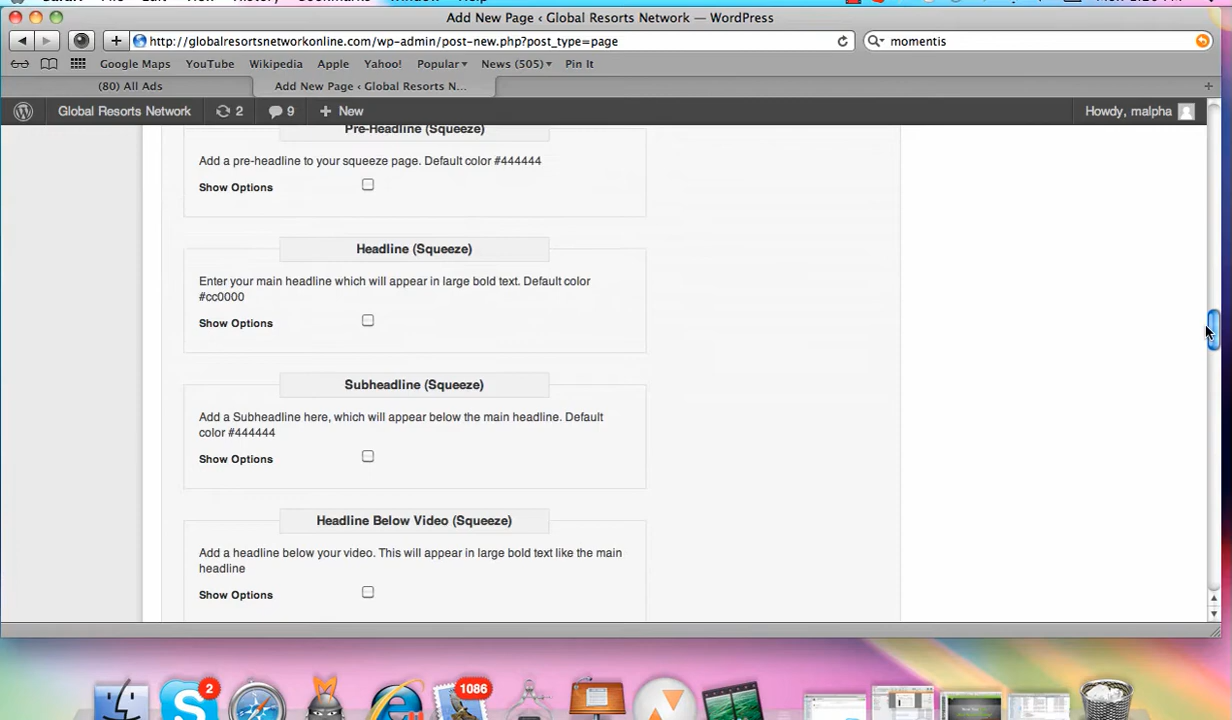 Add New Page ‹ Global Resorts Network — WordPress
http://globalresortsnetworkonline.com/wp-admin/post-new.php?post_type=page
momentis
Google Maps YouTube Wikipedia Apple Yahoo! Popular▾ News (505)▾ Pin It
(80) All Ads
Add New Page ‹ Global Resorts N...
Global Resorts Network 2 9 + New
Howdy, malpha
Pre-Headline (Squeeze)
Add a pre-headline to your squeeze page. Default color #444444
Show Options
Headline (Squeeze)
Enter your main headline which will appear in large bold text. Default color
#cc0000
Show Options
Subheadline (Squeeze)
Add a Subheadline here, which will appear below the main headline. Default
color #444444
Show Options
Headline Below Video (Squeeze)
Add a headline below your video. This will appear in large bold text like the main
headline
Show Options
2
1086